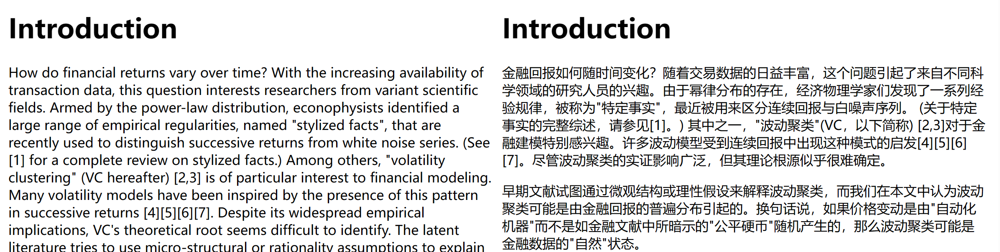 Introduction
How do financial returns vary over time? With the increasing availability of
transaction data, this question interests researchers from variant scientific
fields. Armed by the power-law distribution, econophysists identified a
large range of empirical regularities, named "stylized facts", that are
recently used to distinguish successive returns from white noise series. (See
[1] for a complete review on stylized facts.) Among others, "volatility
clustering" (VC hereafter) [2,3] is of particular interest to financial modeling.
Many volatility models have been inspired by the presence of this pattern
in successive returns [4][5][6][7]. Despite its widespread empirical
implications, VC's theoretical root seems difficult to identify. The latent
literature tries to use micro-structural or rationality assumptions to explain
Introduction
金融回报如何随时间变化？随着交易数据的日益丰富，这个问题引起了来自不同科
学领域的研究人员的兴趣。由于幂律分布的存在，经济物理学家们发现了一系列经
验规律，被称为"特定事实"，最近被用来区分连续回报与白噪声序列。 (关于特定
事实的完整综述，请参见[1]。) 其中之一，"波动聚类"(VC，以下简称) [2,3]对于金
融建模特别感兴趣。许多波动模型受到连续回报中出现这种模式的启发[4][5][6]
[7]。尽管波动聚类的实证影响广泛，但其理论根源似乎很难确定。
早期文献试图通过微观结构或理性假设来解释波动聚类，而我们在本文中认为波动
聚类可能是由金融回报的普遍分布引起的。换句话说，如果价格变动是由"自动化
机器"而不是如金融文献中所暗示的"公平硬币"随机产生的，那么波动聚类可能是
金融数据的"自然"状态。